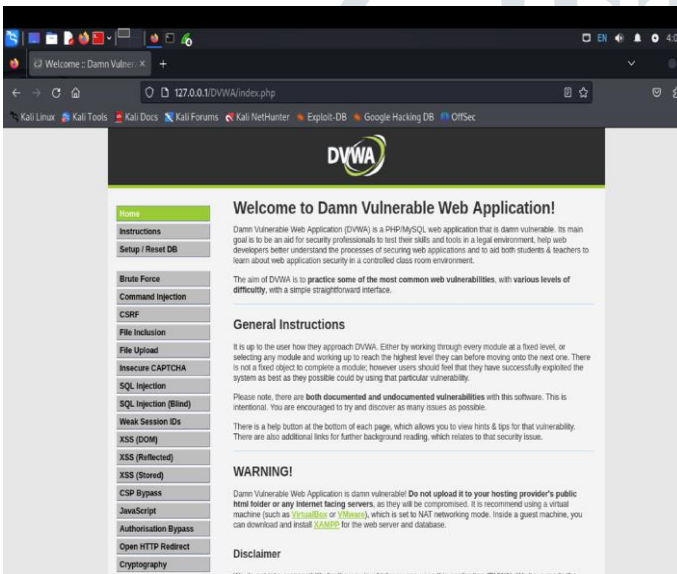 EN
4:0
Welcome :: Damn Vulner
127.0.0.1/DVWA/index.php
Kali Linux Kali Tools Kali Docs Kali Forums Kali NetHunter Exploit-DB Google Hacking DB OffSec
DVWA
Home
Instructions
Setup / Reset DB
Brute Force
Command Injection
CSRF
File Inclusion
File Upload
Insecure CAPTCHA
SQL Injection
SQL Injection (Blind)
Weak Session IDs
XSS (DOM)
XSS (Reflected)
XSS (Stored)
CSP Bypass
JavaScript
Authorisation Bypass
Open HTTP Redirect
Cryptography
Welcome to Damn Vulnerable Web Application!
Damn Vulnerable Web Application (DVWA) is a PHP/MySQL web application that is damn vulnerable. Its main
goal is to be an aid for security professionals to test their skills and tools in a legal environment, help web
developers better understand the processes of securing web applications and to aid both students & teachers to
learn about web application security in a controlled class room environment.
The aim of DVWA is to practice some of the most common web vulnerabilities, with various levels of
difficultly, with a simple straightforward interface.
General Instructions
It is up to the user how they approach DVWA. Either by working through every module at a fixed level, or
selecting any module and working up to reach the highest level they can before moving onto the next one. There
is not a fixed object to complete a module; however users should feel that they have successfully exploited the
system as best as they possible could by using that particular vulnerability.
Please note, there are both documented and undocumented vulnerabilities with this software. This is
intentional. You are encouraged to try and discover as many issues as possible.
There is a help button at the bottom of each page, which allows you to view hints & tips for that vulnerability.
There are also additional links for further background reading, which relates to that security issue.
WARNING!
Damn Vulnerable Web Application is damn vulnerable! Do not upload it to your hosting provider's public
html folder or any Internet facing servers, as they will be compromised. It is recommend using a virtual
machine (such as VirtualBox or VMware), which is set to NAT networking mode. Inside a guest machine, you
can download and install XAMPP for the web server and database.
Disclaimer